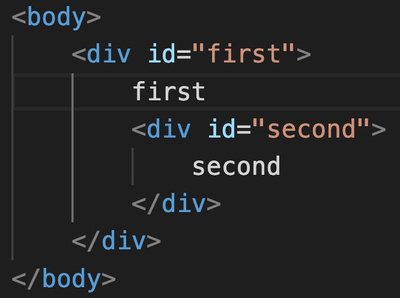 <body>
<div id="first">
first
<div id="second">
second
</div>
</div>
</body>